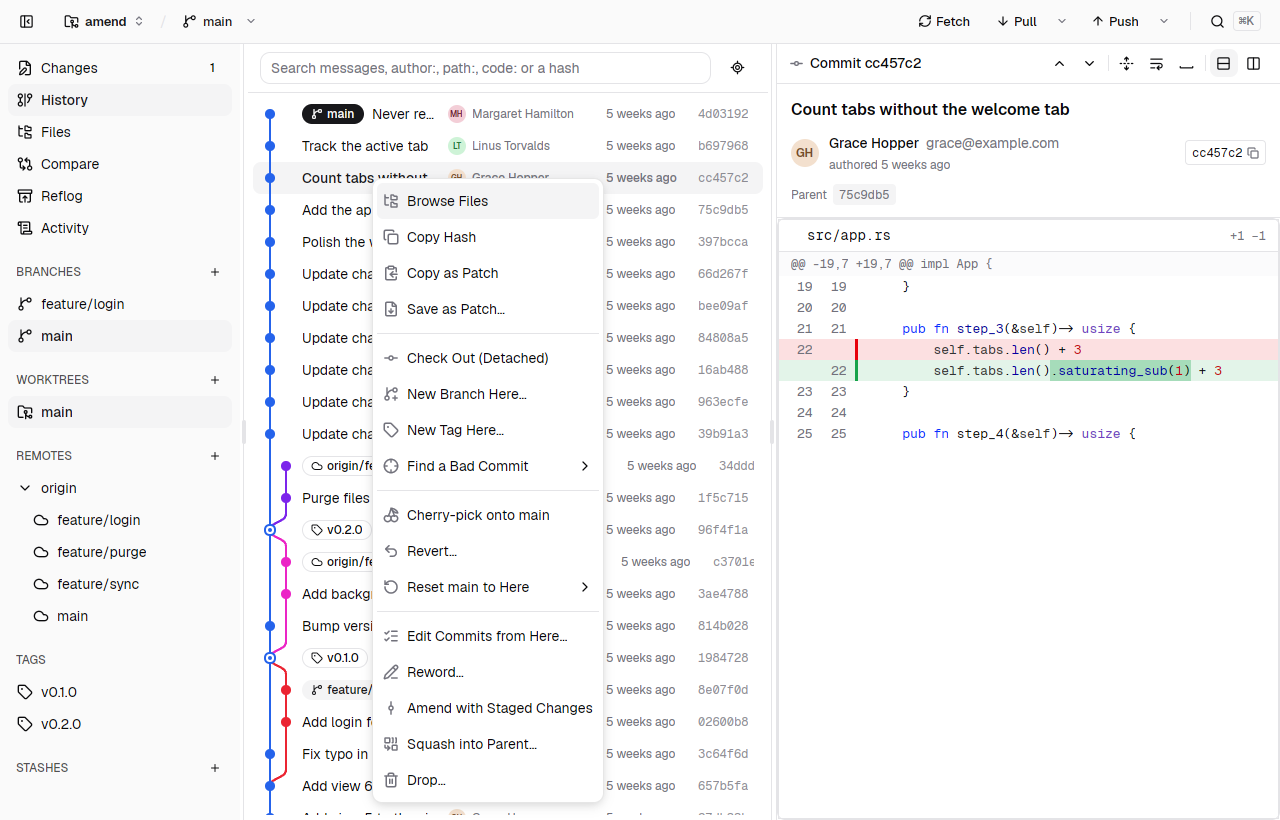 amend
main
Fetch
Pull
Push
⌘K
Changes
1
History
Files
Compare
Reflog
Activity
BRANCHES
feature/login
main
WORKTREES
main
REMOTES
origin
feature/login
feature/purge
feature/sync
main
TAGS
v0.1.0
v0.2.0
STASHES
Search messages, author:, path:, code: or a hash
main Never re… MH Margaret Hamilton 5 weeks ago 4d03192
Track the active tab LT Linus Torvalds 5 weeks ago b697968
Count tabs without GH Grace Hopper 5 weeks ago cc457c2
Add the ap 5 weeks ago 75c9db5
Polish the 5 weeks ago 397bcca
Update cha 5 weeks ago 66d267f
Update cha 5 weeks ago bee09af
Update cha 5 weeks ago 84808a5
Update cha 5 weeks ago 16ab488
Update cha 5 weeks ago 963ecfe
Update cha 5 weeks ago 39b91a3
origin/fe 5 weeks ago 34ddd
Purge files 5 weeks ago 1f5c715
v0.2.0 5 weeks ago 96f4f1a
origin/fe 5 weeks ago c3701e
Add backg 5 weeks ago 3ae4788
Bump versi 5 weeks ago 814b028
v0.1.0 5 weeks ago 1984728
feature/ 5 weeks ago 8e07f0d
Add login f 5 weeks ago 02600b8
Fix typo in 5 weeks ago 3c64f6d
Add view 6 5 weeks ago 657b5fa
Browse Files
Copy Hash
Copy as Patch
Save as Patch…
Check Out (Detached)
New Branch Here…
New Tag Here…
Find a Bad Commit
Cherry-pick onto main
Revert…
Reset main to Here
Edit Commits from Here…
Reword…
Amend with Staged Changes
Squash into Parent…
Drop…
Commit cc457c2
Count tabs without the welcome tab
GH
Grace Hopper grace@example.com
authored 5 weeks ago
cc457c2
Parent 75c9db5
src/app.rs +1 −1
@@ -19,7 +19,7 @@ impl App {
19 19 }
20 20
21 21 pub fn step_3(&self)-> usize {
22 self.tabs.len() + 3
22 self.tabs.len().saturating_sub(1) + 3
23 23 }
24 24
25 25 pub fn step_4(&self)-> usize {